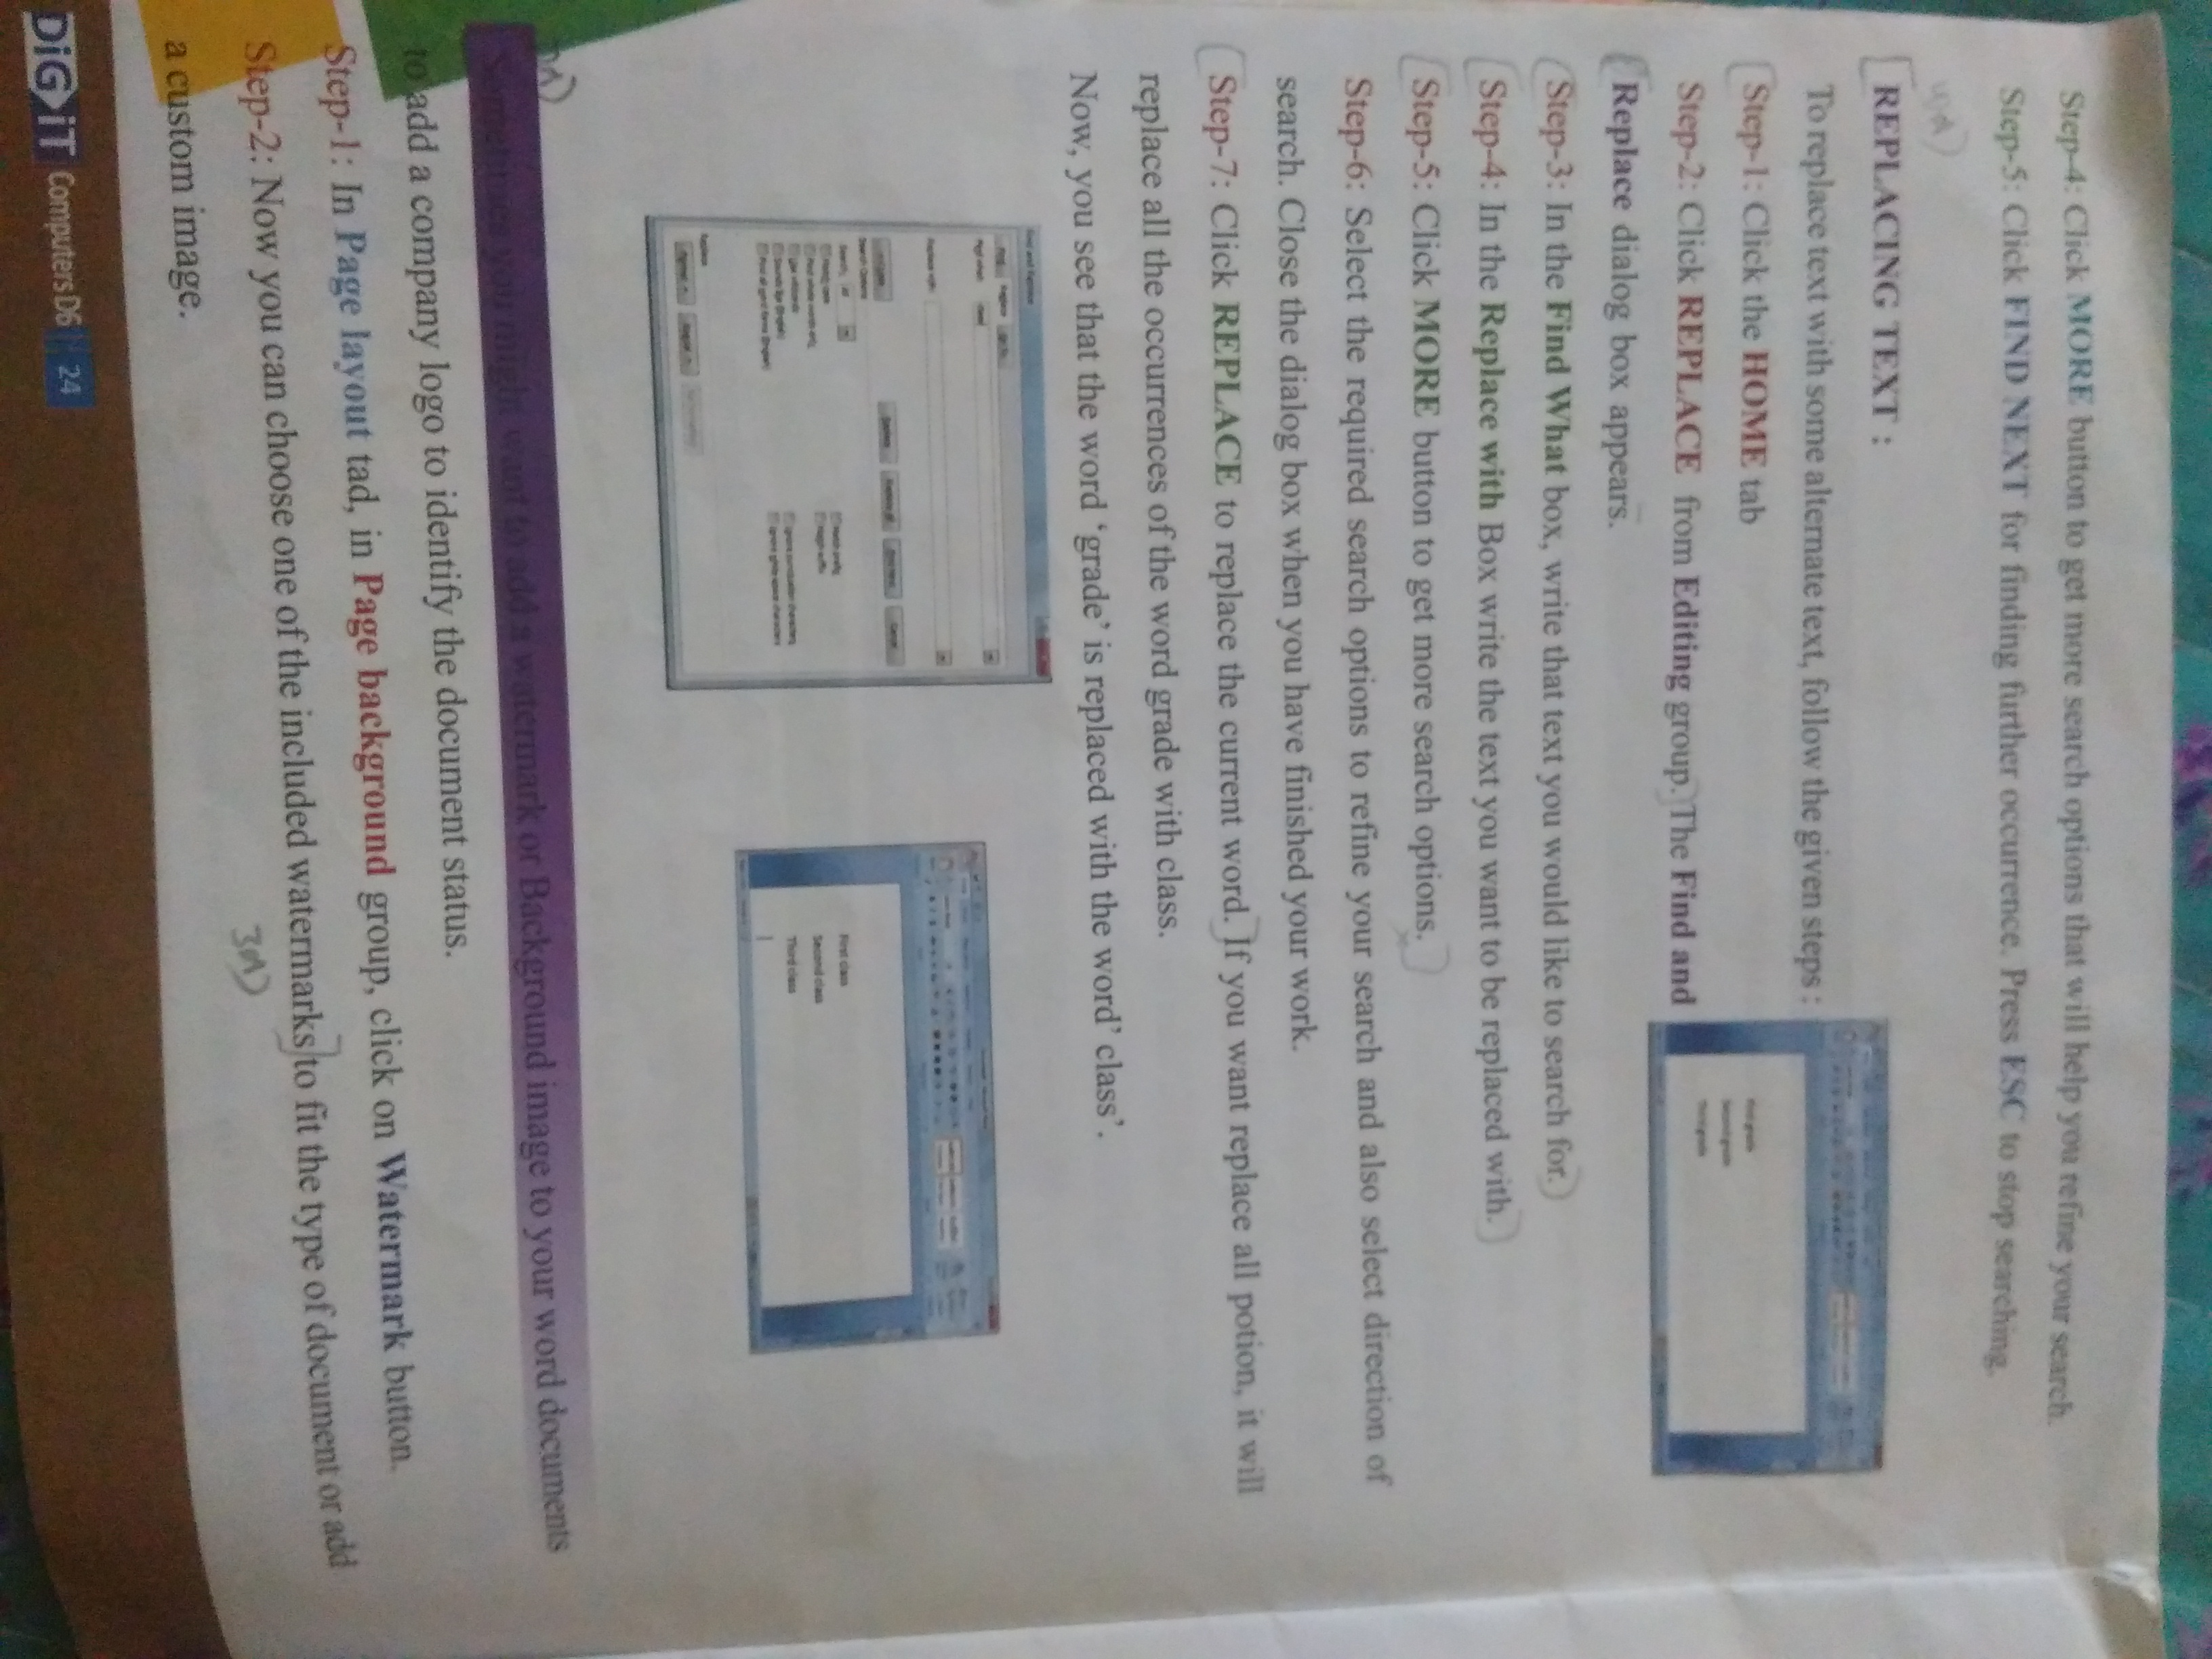 Step-4: Click MORE button to get more search options that will help you refine your search.
Step-5: Click FIND NEXT for finding further occurrence. Press ESC to stop searching.
REPLACING TEXT :
To replace text with some alternate text, follow the given steps :
Step-1: Click the HOME tab
Step-2: Click REPLACE from Editing group. The Find and
Replace dialog box appears.
Step-3: In the Find What box, write that text you would like to search for.
Step-4: In the Replace with Box write the text you want to be replaced with.
Step-5: Click MORE button to get more search options.
Step-6: Select the required search options to refine your search and also select direction of
search. Close the dialog box when you have finished your work.
Step-7: Click REPLACE to replace the current word. If you want replace all potion, it will
replace all the occurrences of the word grade with class.
Now, you see that the word 'grade' is replaced with the word' class'.
First class
Second class
Third class
Sometimes you might want to add a watermark or Background image to your word documents
to add a company logo to identify the document status.
Step-1: In Page layout tad, in Page background group, click on Watermark button.
Step-2: Now you can choose one of the included watermarks to fit the type of document or add
a custom image.
3A)
DiGiT Computers D6 24